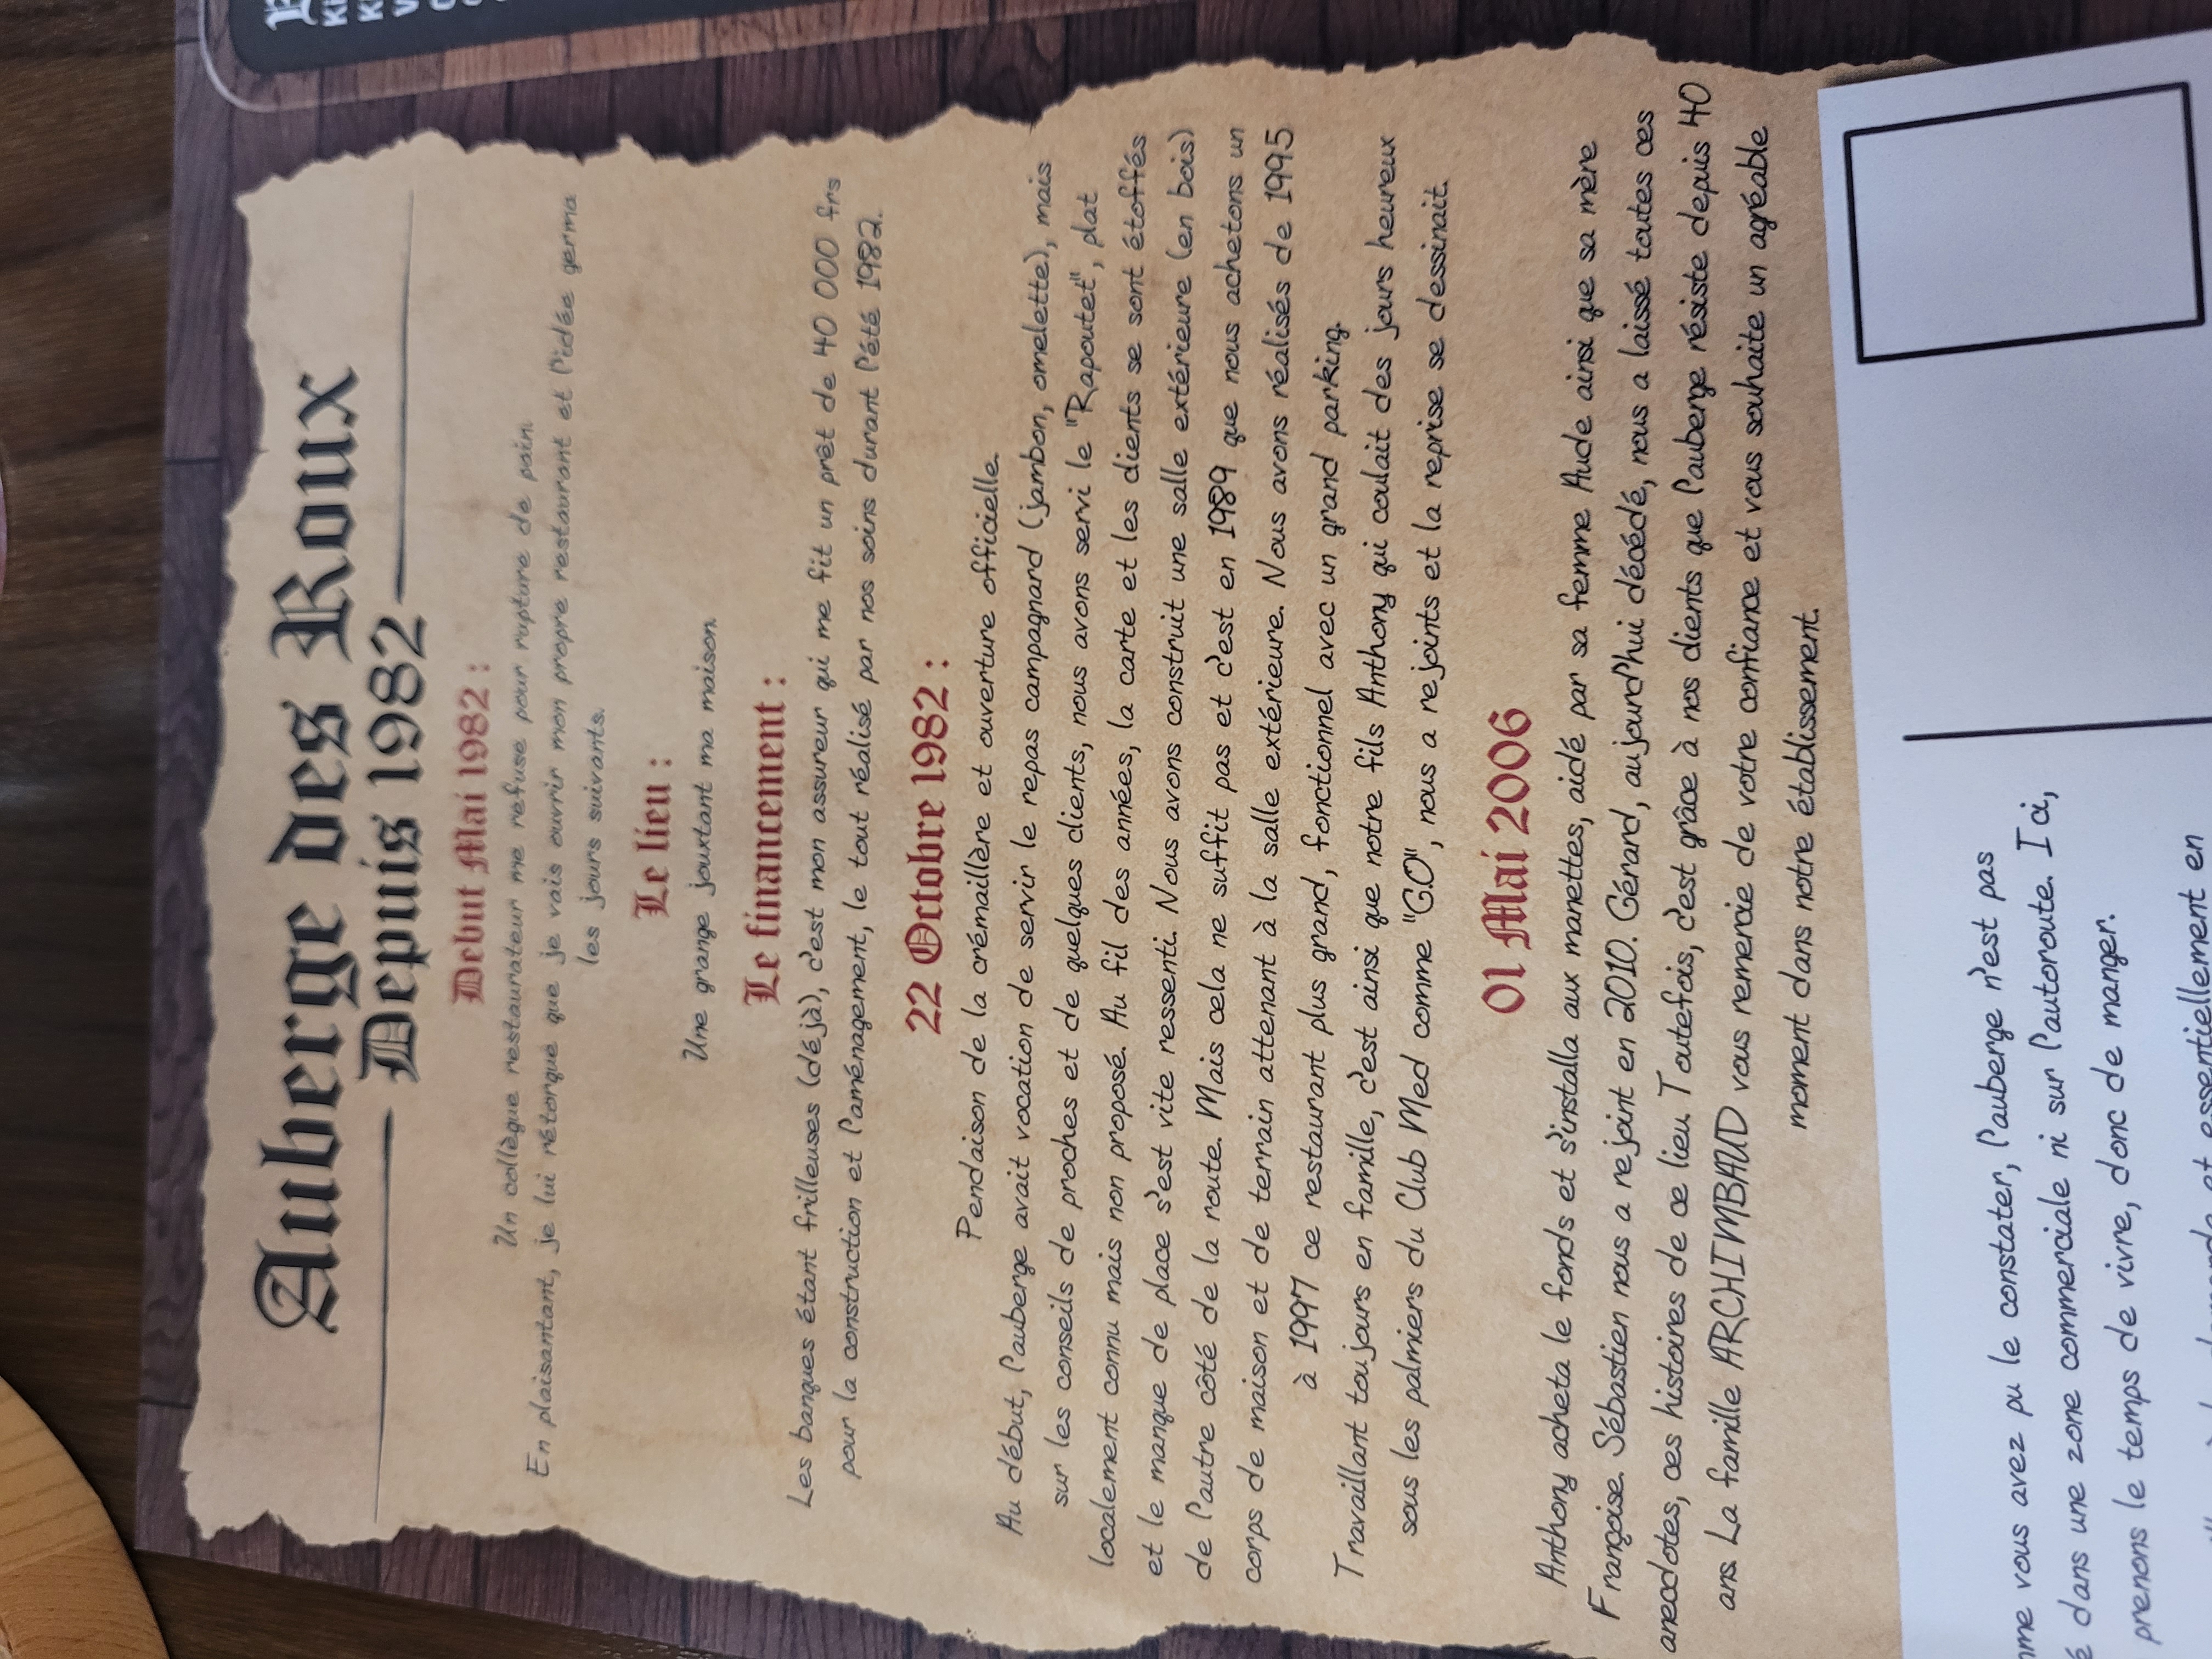 Auberge des Roux
Depuis 1982
Debut Mai 1982 :
Un collègue restaurateur me refuse pour rupture de pain.
En plaisantant, je lui rétorque que je vais ouvrir mon propre restaurant et l'idée germa
les jours suivants.
Le lieu :
Une grange jouxtant ma maison.
Le financement :
Les banques étant frilleuses (déjà), c'est mon assureur qui me fit un prêt de 40 000 frs
pour la construction et l'aménagement, le tout réalisé par nos soins durant l'été 1982.
22 Octobre 1982 :
Pendaison de la crémaillère et ouverture officielle.
Au début, l'auberge avait vocation de servir le repas campagnard (jambon, omelette), mais
sur les conseils de proches et de quelques clients, nous avons servi le "Rapoutet", plat
localement connu mais non proposé. Au fil des années, la carte et les clients se sont étoffés
et le manque de place s'est vite ressenti. Nous avons construit une salle extérieure (en bois)
de l'autre côté de la route. Mais cela ne suffit pas et c'est en 1989 que nous achetons un
corps de maison et de terrain attenant à la salle extérieure. Nous avons réalisés de 1995
à 1997 ce restaurant plus grand, fonctionnel avec un grand parking.
Travaillant toujours en famille, c'est ainsi que notre fils Anthony qui coulait des jours heureux
sous les palmiers du Club Med comme "G.O", nous a rejoints et la reprise se dessinait.
01 Mai 2006
Anthony acheta le fonds et s'installa aux manettes, aidé par sa femme Aude ainsi que sa mère
Françoise. Sébastien nous a rejoint en 2010. Gérard, aujourd'hui décédé, nous a laissé toutes ces
anecdotes, ces histoires de ce lieu. Toutefois, c'est grâce à nos clients que l'auberge résiste depuis 40
ans. La famille ARCHIMBAUD vous remercie de votre confiance et vous souhaite un agréable
moment dans notre établissement.
vous avez pu le constater, l'auberge n'est pas
dans une zone commerciale ni sur l'autoroute. Ici,
prenons le temps de vivre, donc de manger.
est essentiellement en